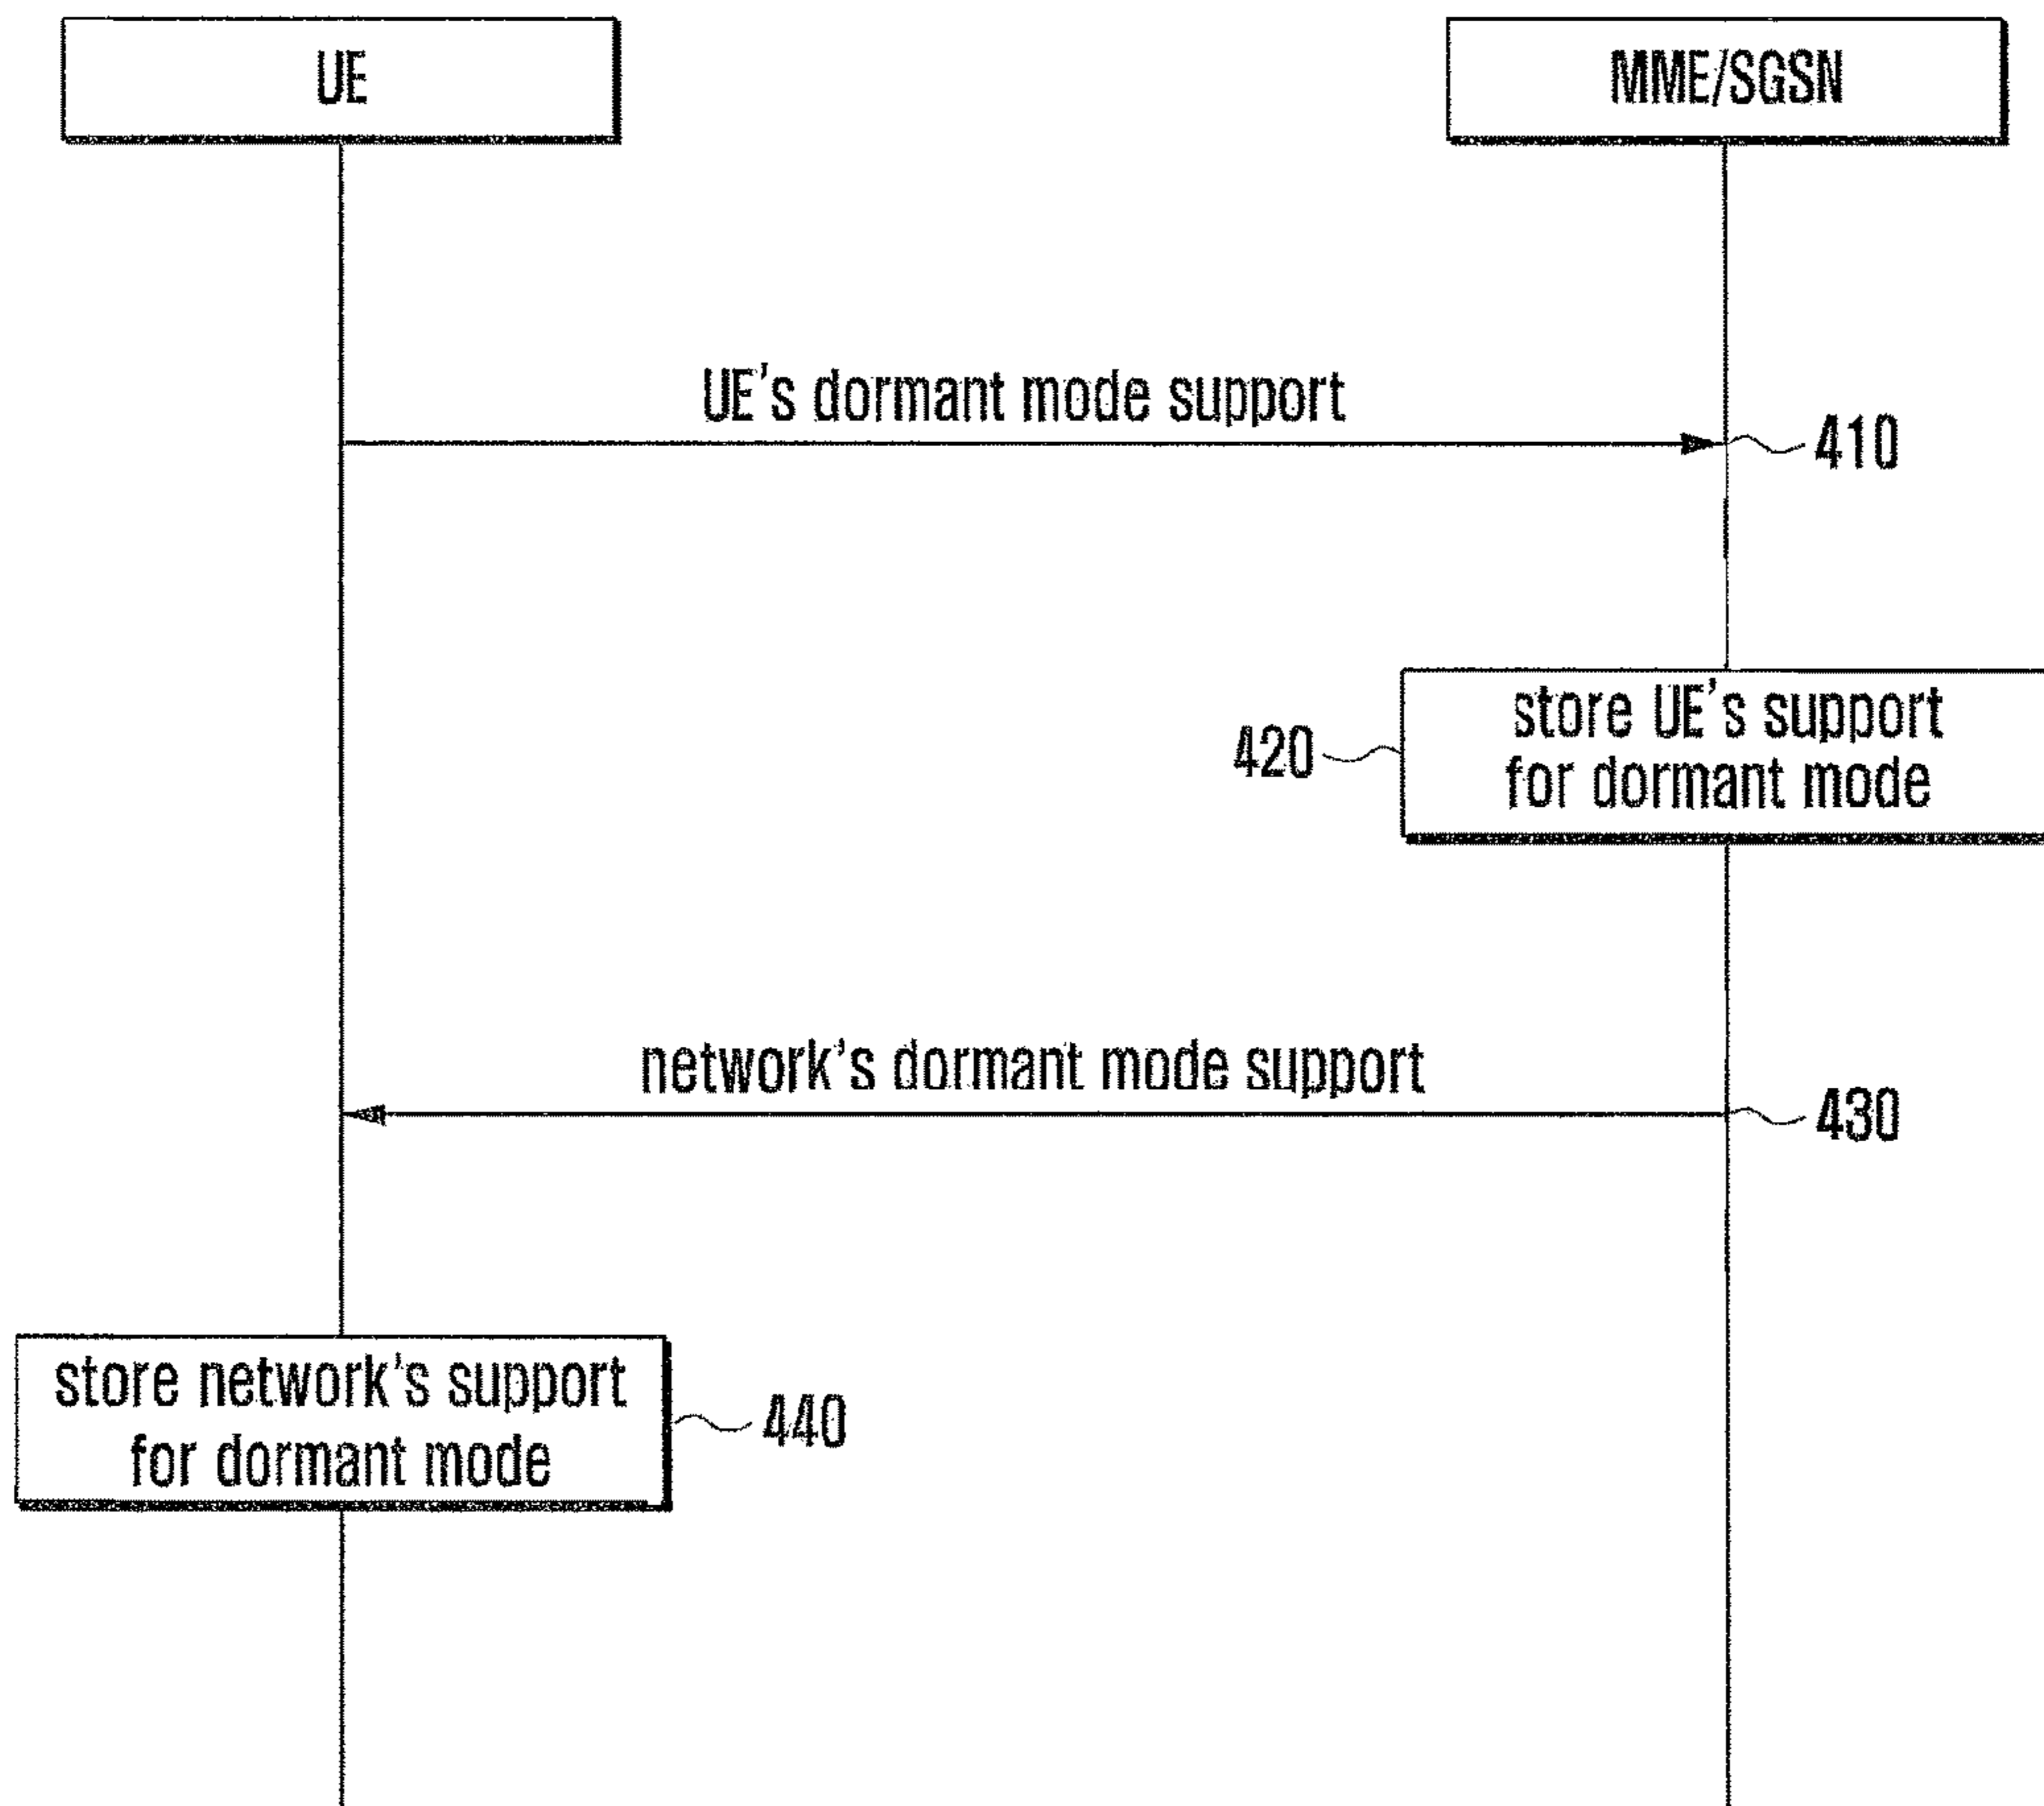 UE
MME/SGSN
UE's dormant mode support
410
store UE's support
for dormant mode
420
network's dormant mode support
430
store network's support
for dormant mode
440